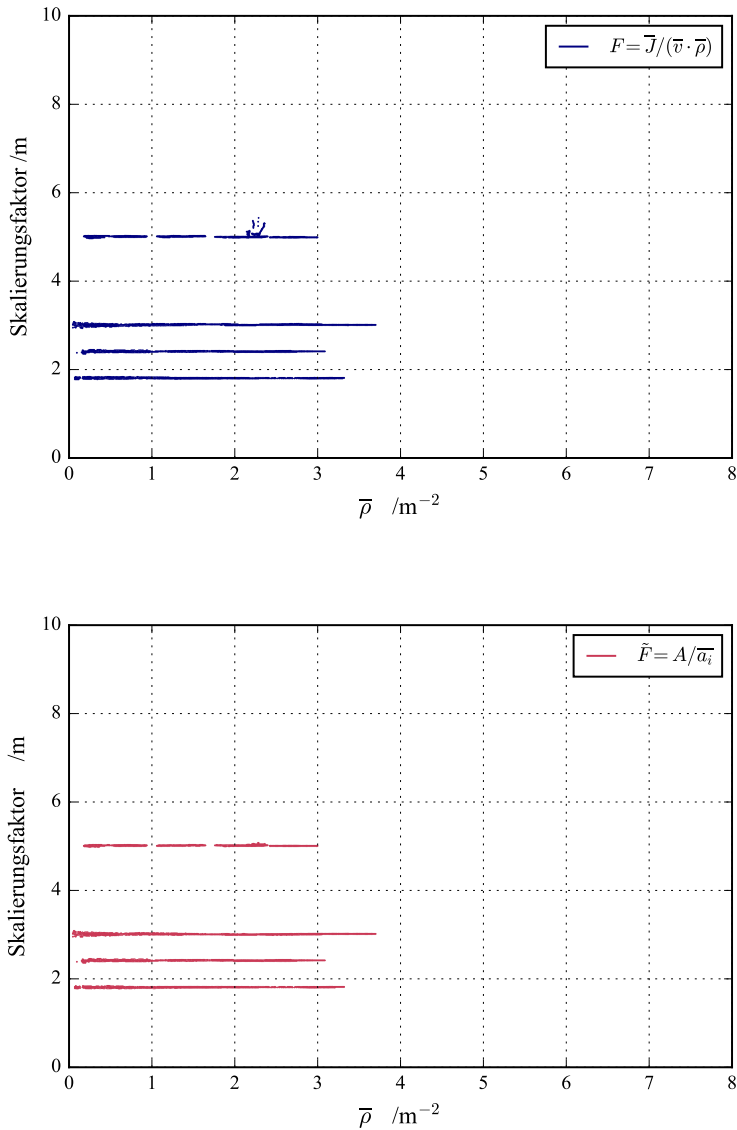 10
8
6
4
2
0
Skalierungsfaktor /m
F = J̅/(v̅ · ρ̅)
0 1 2 3 4 5 6 7 8
ρ̅ /m⁻²
10
8
6
4
2
0
Skalierungsfaktor /m
F̃ = A/a̅ᵢ̅
0 1 2 3 4 5 6 7 8
ρ̅ /m⁻²